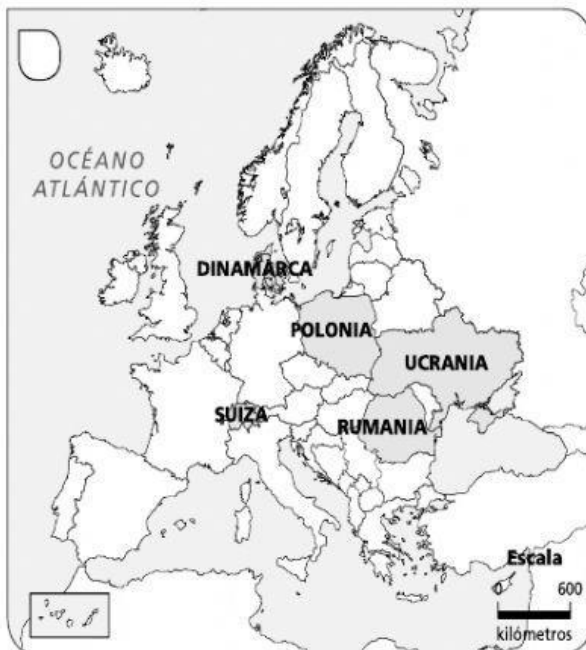 OCÉANO
ATLÁNTICO
DINAMARCA
POLONIA
UCRANIA
SUIZA
RUMANIA
Escala
0
600
kilómetros